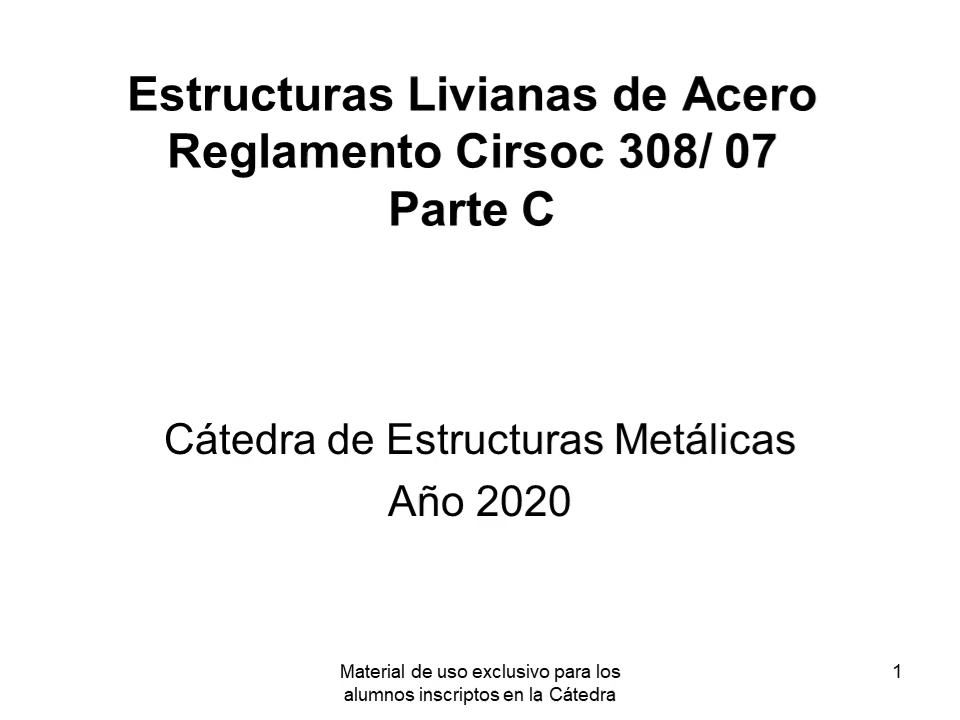 Estructuras Livianas de Acero
Reglamento Cirsoc 308/ 07
Parte C
Cátedra de Estructuras Metálicas
Año 2020
Material de uso exclusivo para los
alumnos inscriptos en la Cátedra
1